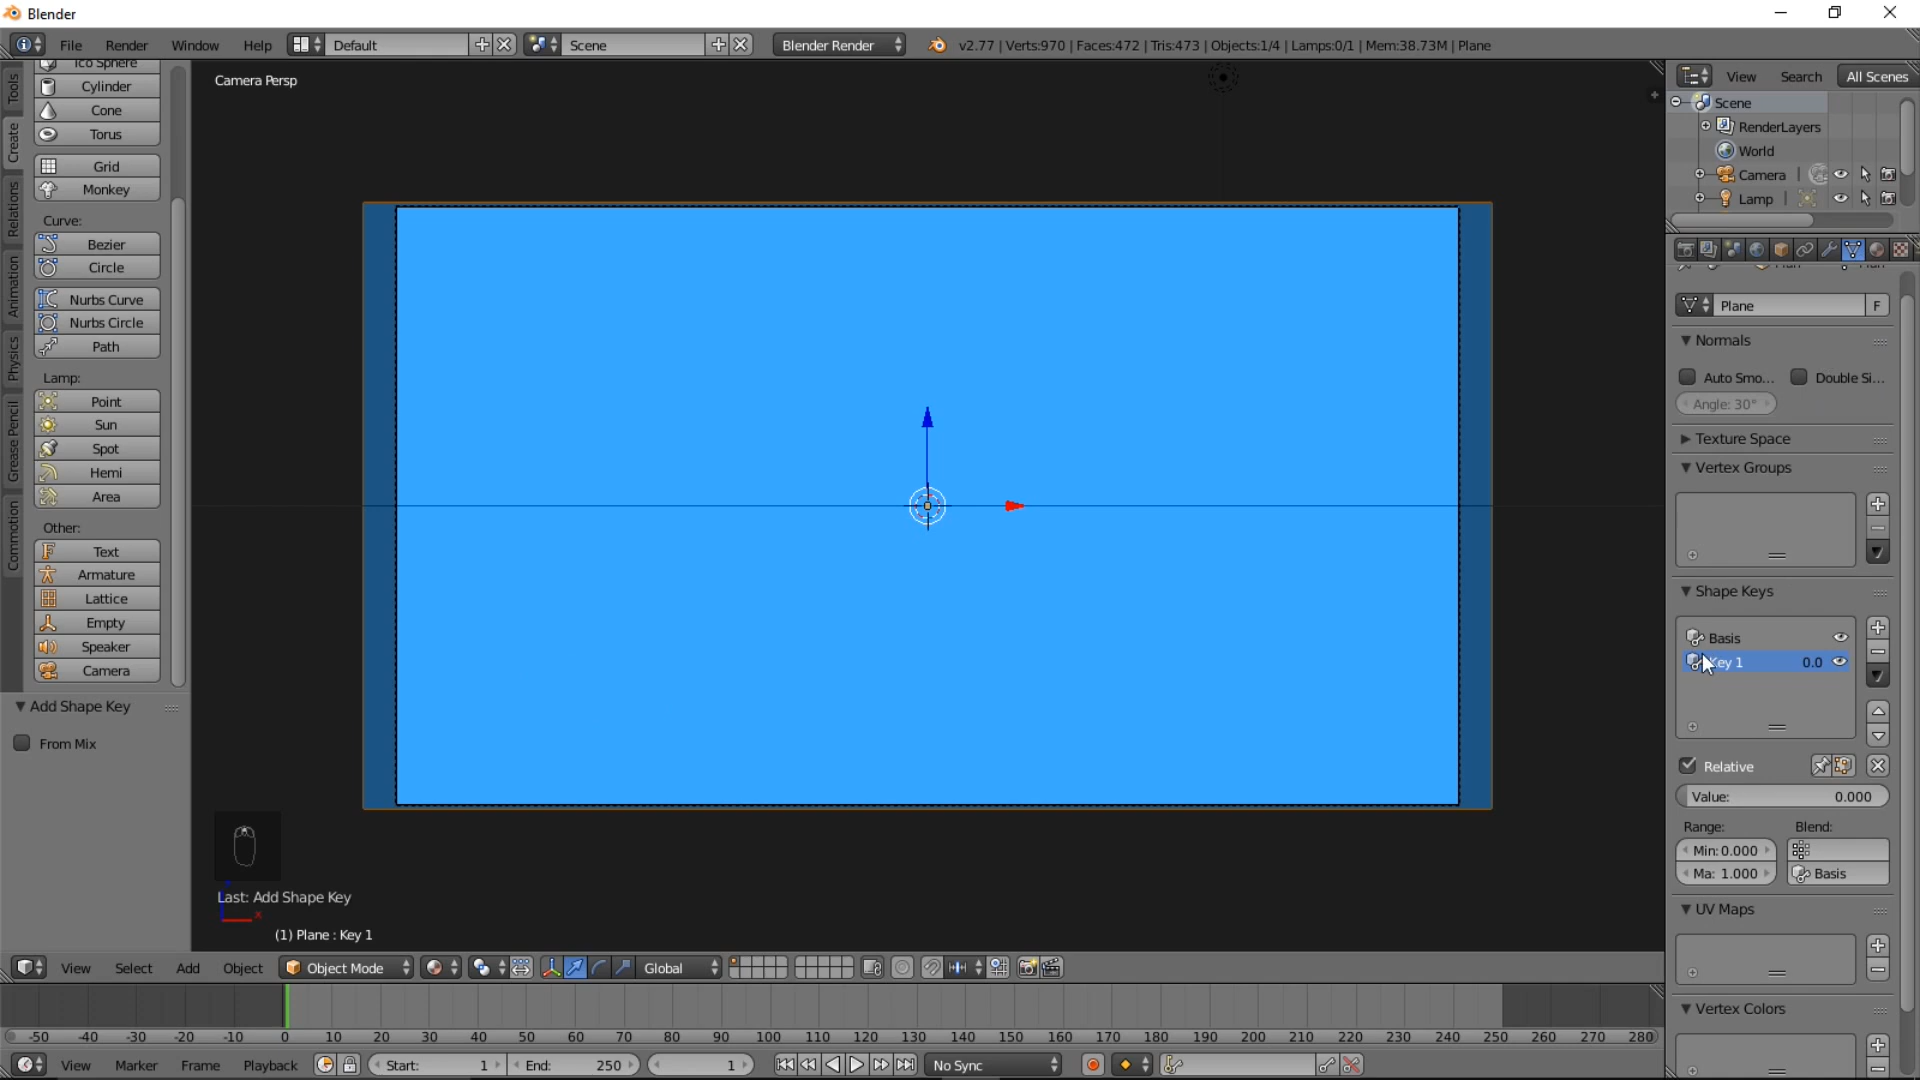 Blender
File Render Window Help Default Scene Blender Render v2.77 | Verts:970 | Faces:472 | Tris:473 | Objects:1/4 | Lamps:0/1 | Mem:38.73M | Plane
Tools
Create
Relations
Animation
Physics
Grease Pencil
Commotion
Ico Sphere
Cylinder
Cone
Torus
Grid
Monkey
Curve:
Bezier
Circle
Nurbs Curve
Nurbs Circle
Path
Lamp:
Point
Sun
Spot
Hemi
Area
Other:
Text
Armature
Lattice
Empty
Speaker
Camera
Add Shape Key
From Mix
Camera Persp
Last: Add Shape Key
x
(1) Plane : Key 1
View Search All Scenes
Scene
RenderLayers
World
Camera
Lamp
Plane F
Normals
Auto Smo... Double Si...
Angle: 30°
Texture Space
Vertex Groups
Shape Keys
Basis
Key 1 0.0
Relative
Value: 0.000
Range: Blend:
Min:0.000
Ma: 1.000 Basis
UV Maps
Vertex Colors
View Select Add Object Object Mode Global
-50 -40 -30 -20 -10 0 10 20 30 40 50 60 70 80 90 100 110 120 130 140 150 160 170 180 190 200 210 220 230 240 250 260 270 280
View Marker Frame Playback Start: 1 End: 250 1 No Sync